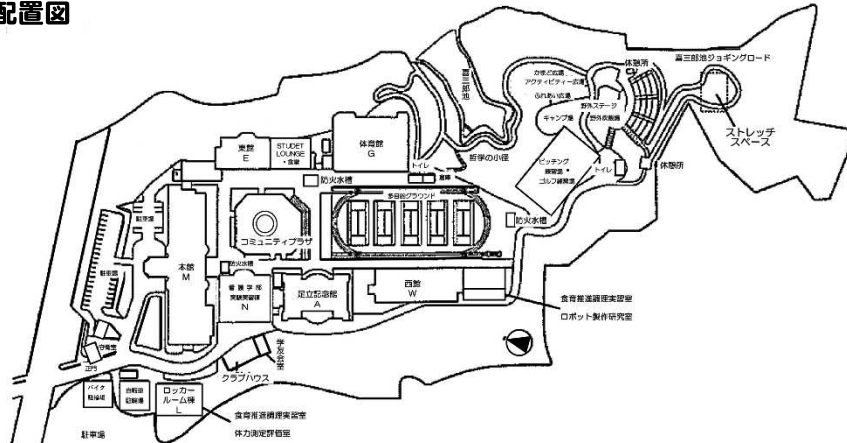 配置図
喜三郎池
かまど広場
アクティビティー広場
ふれあい広場
キャンプ場
野外ステージ
野外炊飯場
休憩所
喜三郎池ジョギングロード
ストレッチ
スペース
休憩所
トイレ
ピッチング
練習場・
ゴルフ練習場
哲学の小径
東館
E
STUDET
LOUNGE
・食堂
体育館
G
トイレ
倉庫
防火水槽
多目的グラウンド
防火水槽
駐車場
コミュニティプラザ
本館
M
防火水槽
駐車場
看護学部
実験実習棟
N
足立記念館
A
西館
W
食育推進調理実習室
ロボット製作研究室
守衛室
正門
学友会室
クラブハウス
バイク
駐輪場
自転車
駐輪場
ロッカー
ルーム棟
L
食育推進調理実習室
体力測定評価室
駐車場